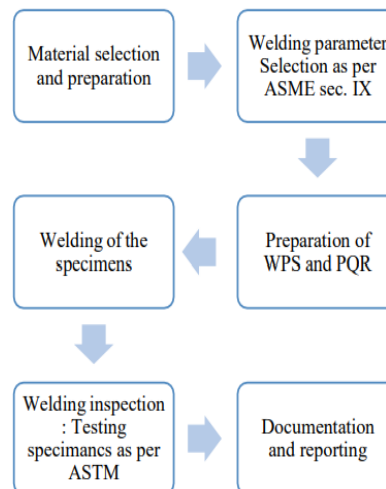 Material selection
and preparation
Welding parameter
Selection as per
ASME sec. IX
Preparation of
WPS and PQR
Welding of the
specimens
Welding inspection
: Testing
specimancs as per
ASTM
Documentation
and reporting